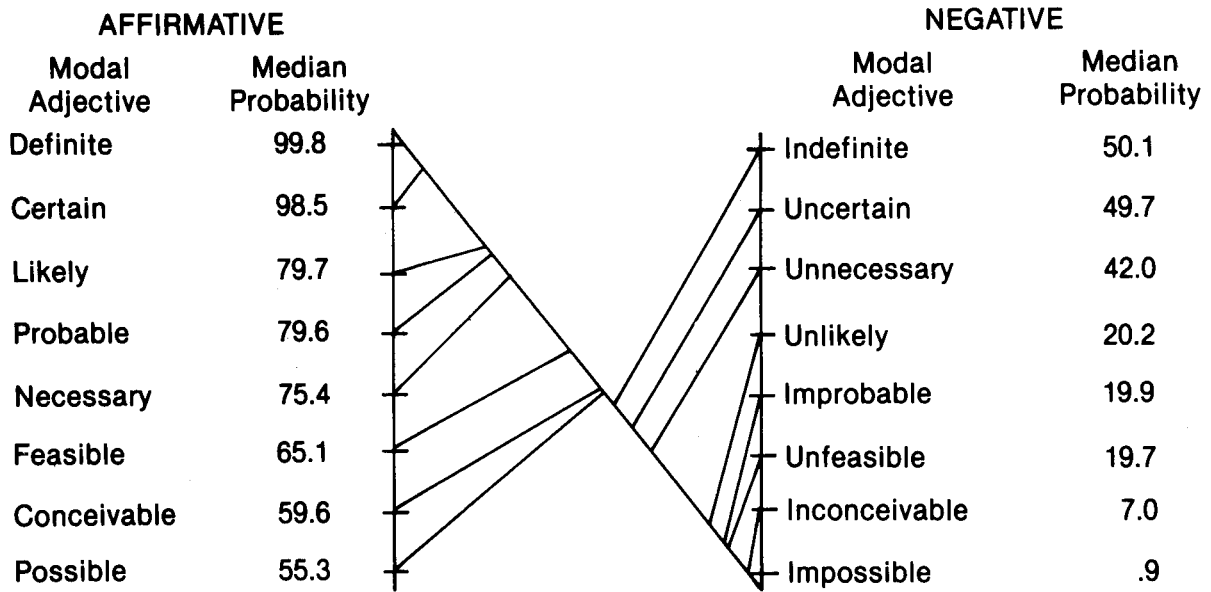 AFFIRMATIVE
Modal Adjective Median Probability
Definite 99.8
Certain 98.5
Likely 79.7
Probable 79.6
Necessary 75.4
Feasible 65.1
Conceivable 59.6
Possible 55.3
NEGATIVE
Modal Adjective Median Probability
Indefinite 50.1
Uncertain 49.7
Unnecessary 42.0
Unlikely 20.2
Improbable 19.9
Unfeasible 19.7
Inconceivable 7.0
Impossible .9